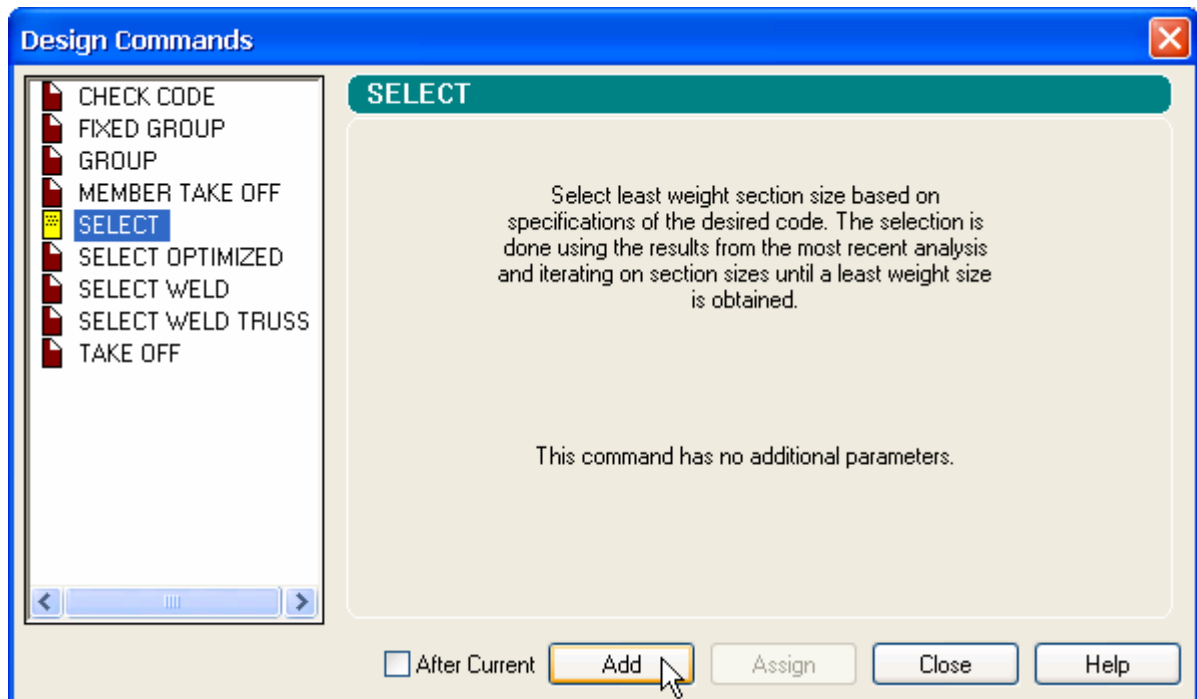 Design Commands
CHECK CODE
FIXED GROUP
GROUP
MEMBER TAKE OFF
SELECT
SELECT OPTIMIZED
SELECT WELD
SELECT WELD TRUSS
TAKE OFF
SELECT
Select least weight section size based on
specifications of the desired code. The selection is
done using the results from the most recent analysis
and iterating on section sizes until a least weight size
is obtained.
This command has no additional parameters.
After Current
Add
Assign
Close
Help